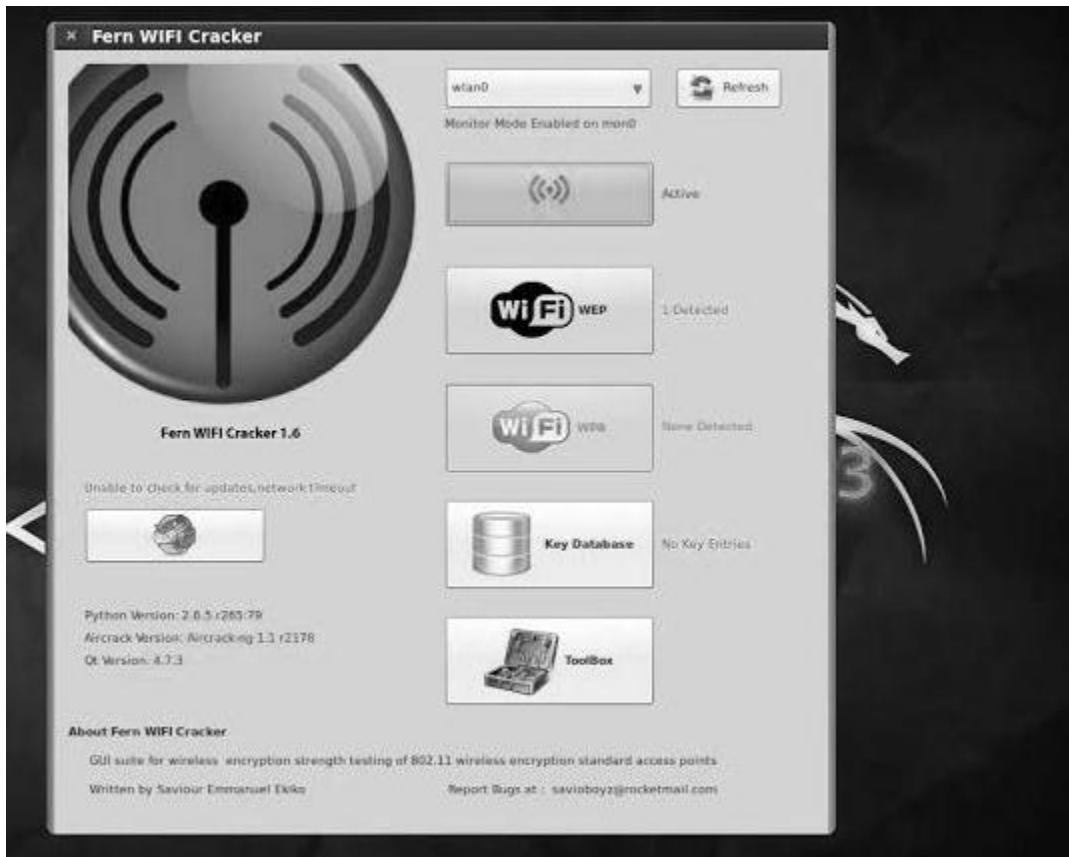 Fern WIFI Cracker
wlan0
Refresh
Monitor Mode Enabled on mon0
Active
WiFi WEP
1 Detected
WiFi WPA
None Detected
Fern WIFI Cracker 1.6
Unable to check for updates,network timeout
Key Database
No Key Entries
Python Version: 2.6.5 r265:79
Aircrack Version: Aircrack-ng 1.1 r2178
Qt Version: 4.7.3
ToolBox
About Fern WIFI Cracker
GUI suite for wireless encryption strength testing of 802.11 wireless encryption standard access points
Written by Saviour Emmanuel Ekiko
Report Bugs at : savioboyz@rocketmail.com
3